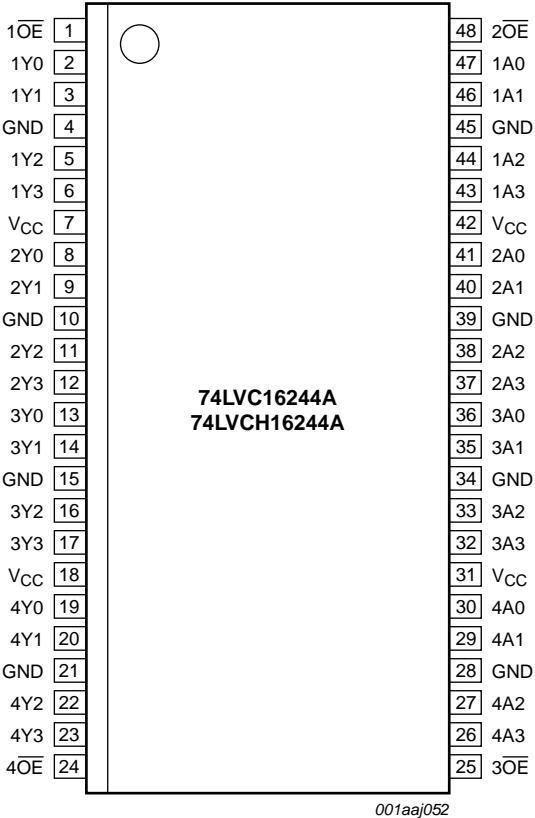 1O̅E̅ 1 48 2O̅E̅
1Y0 2 47 1A0
1Y1 3 46 1A1
GND 4 45 GND
1Y2 5 44 1A2
1Y3 6 43 1A3
VCC 7 42 VCC
2Y0 8 41 2A0
2Y1 9 40 2A1
GND 10 39 GND
2Y2 11 38 2A2
2Y3 12 37 2A3
74LVC16244A
74LVCH16244A
3Y0 13 36 3A0
3Y1 14 35 3A1
GND 15 34 GND
3Y2 16 33 3A2
3Y3 17 32 3A3
VCC 18 31 VCC
4Y0 19 30 4A0
4Y1 20 29 4A1
GND 21 28 GND
4Y2 22 27 4A2
4Y3 23 26 4A3
4O̅E̅ 24 25 3O̅E̅
001aaj052